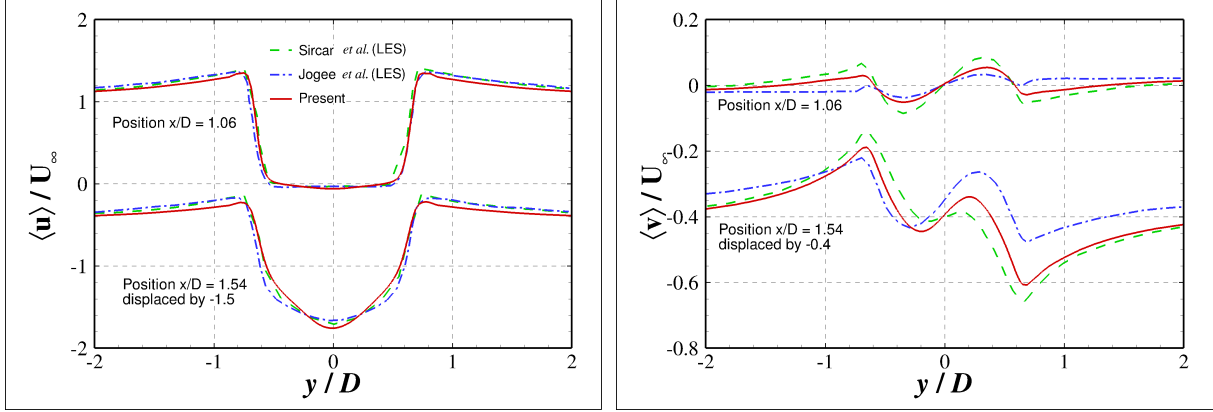 2
1
0
-1
-2
-2
-1
0
1
2
⟨u⟩ / U∞
y / D
Sircar et al. (LES)
Jogee et al. (LES)
Present
Position x/D = 1.06
Position x/D = 1.54
displaced by -1.5
0.2
0
-0.2
-0.4
-0.6
-0.8
-2
-1
0
1
2
⟨v⟩ / U∞
y / D
Position x/D = 1.06
Position x/D = 1.54
displaced by -0.4